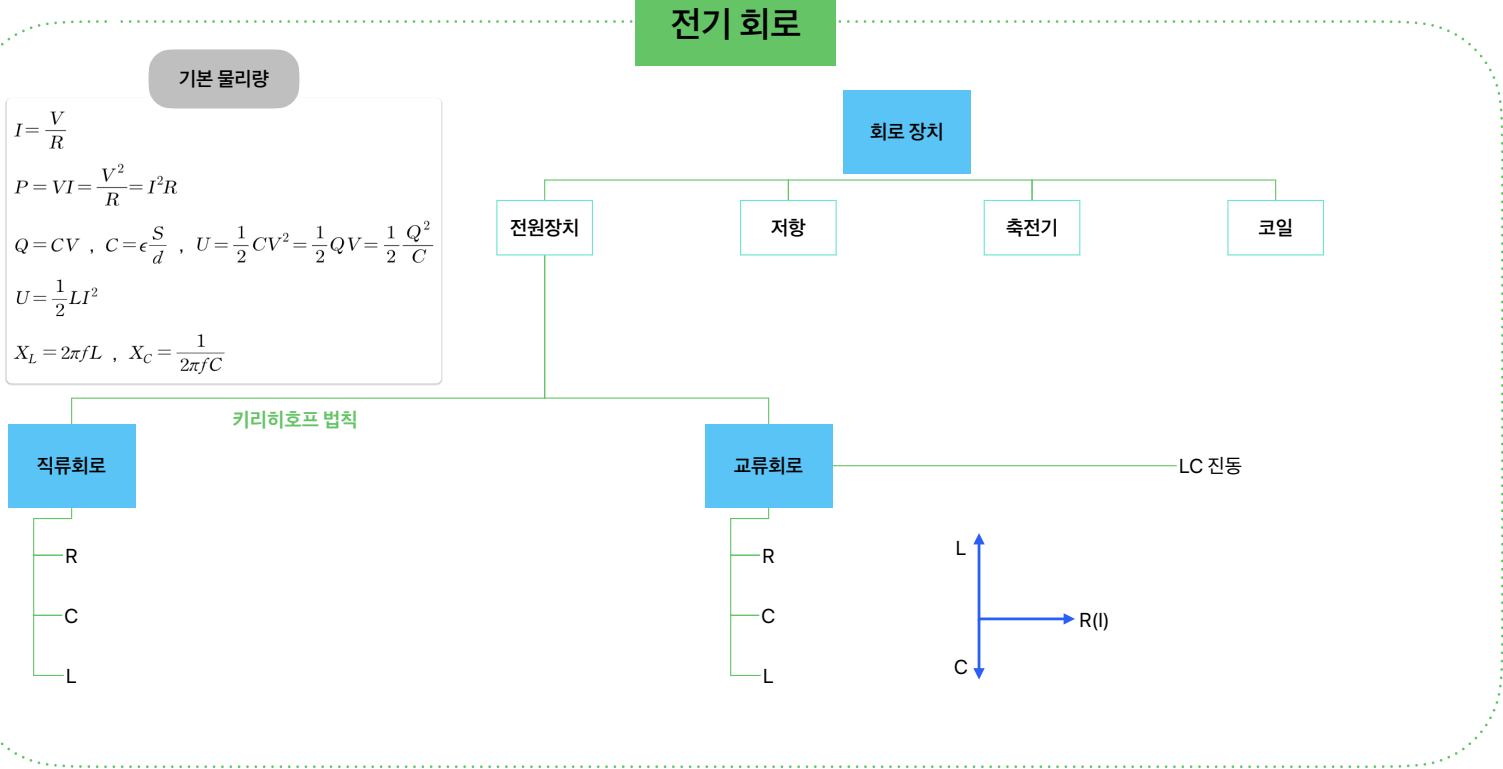 전기 회로
기본 물리량
I = V/R
P = VI = V²/R = I²R
Q = CV , C = ϵ S/d , U = 1/2 CV² = 1/2 QV = 1/2 Q²/C
U = 1/2 LI²
X_L = 2πfL , X_C = 1/2πfC
회로 장치
전원장치
저항
축전기
코일
키리히호프 법칙
직류회로
R
C
L
교류회로
R
C
L
LC 진동
L
R(I)
C